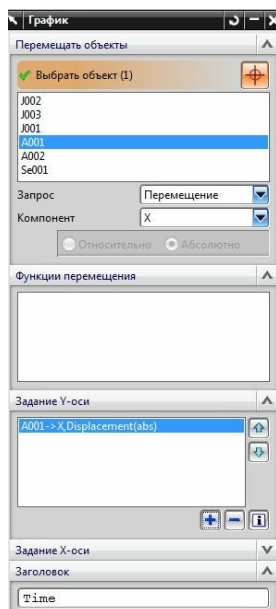 График
Перемещать объекты
Выбрать объект (1)
J002
J003
J001
A001
A002
Se001
Запрос Перемещение
Компонент X
Относительно Абсолютно
Функции перемещения
Задание Y-оси
A001->X,Displacement(abs)
Задание X-оси
Заголовок
Time